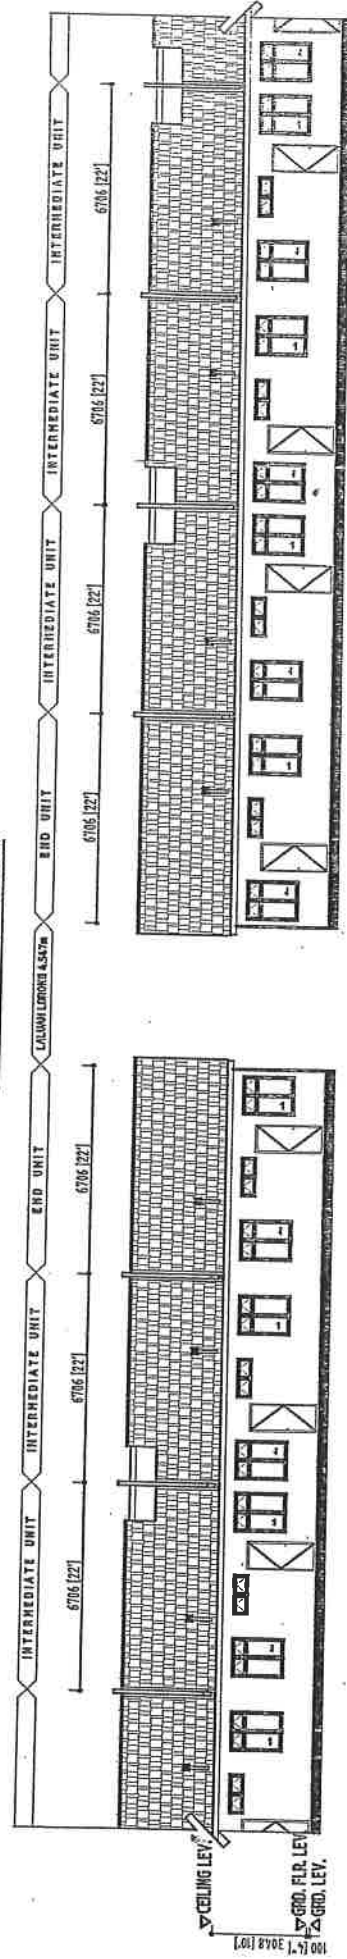 INTERMEDIATE UNIT
INTERMEDIATE UNIT
END UNIT
END UNIT
INTERMEDIATE UNIT
INTERMEDIATE UNIT
INTERMEDIATE UNIT
6706 [22']
6706 [22']
6706 [22']
6706 [22']
6706 [22']
6706 [22']
6706 [22']
CEILING LEV.
GRD. FLR. LEV
GRD. LEV.
3048 [10']
100 [4"]